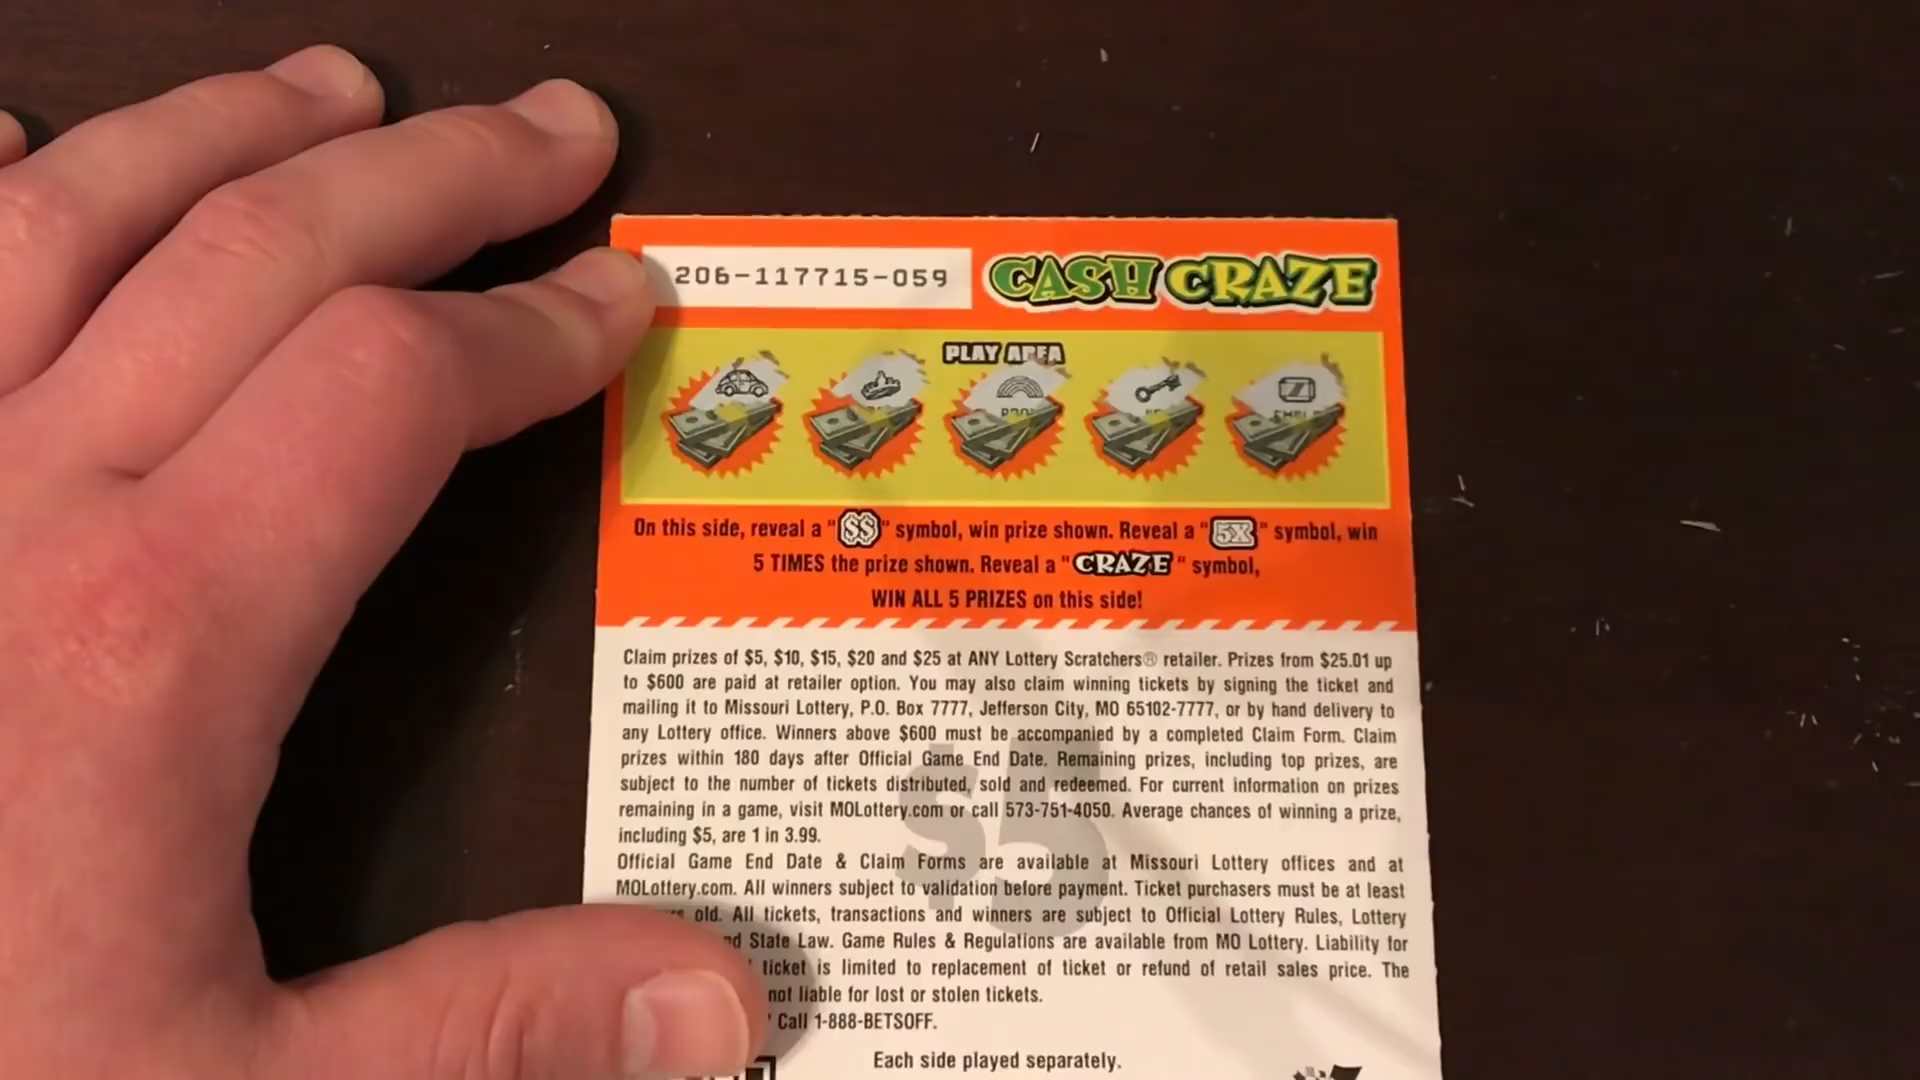 206-117715-059
CASH CRAZE
PLAY AREA
On this side, reveal a "$$" symbol, win prize shown. Reveal a "5X" symbol, win
5 TIMES the prize shown. Reveal a "CRAZE" symbol,
WIN ALL 5 PRIZES on this side!
Claim prizes of $5, $10, $15, $20 and $25 at ANY Lottery Scratchers® retailer. Prizes from $25.01 up
to $600 are paid at retailer option. You may also claim winning tickets by signing the ticket and
mailing it to Missouri Lottery, P.O. Box 7777, Jefferson City, MO 65102-7777, or by hand delivery to
any Lottery office. Winners above $600 must be accompanied by a completed Claim Form. Claim
prizes within 180 days after Official Game End Date. Remaining prizes, including top prizes, are
subject to the number of tickets distributed, sold and redeemed. For current information on prizes
remaining in a game, visit MOLottery.com or call 573-751-4050. Average chances of winning a prize,
including $5, are 1 in 3.99.
$5
Official Game End Date & Claim Forms are available at Missouri Lottery offices and at
MOLottery.com. All winners subject to validation before payment. Ticket purchasers must be at least
old. All tickets, transactions and winners are subject to Official Lottery Rules, Lottery
State Law. Game Rules & Regulations are available from MO Lottery. Liability for
ticket is limited to replacement of ticket or refund of retail sales price. The
not liable for lost or stolen tickets.
Call 1-888-BETSOFF.
Each side played separately.